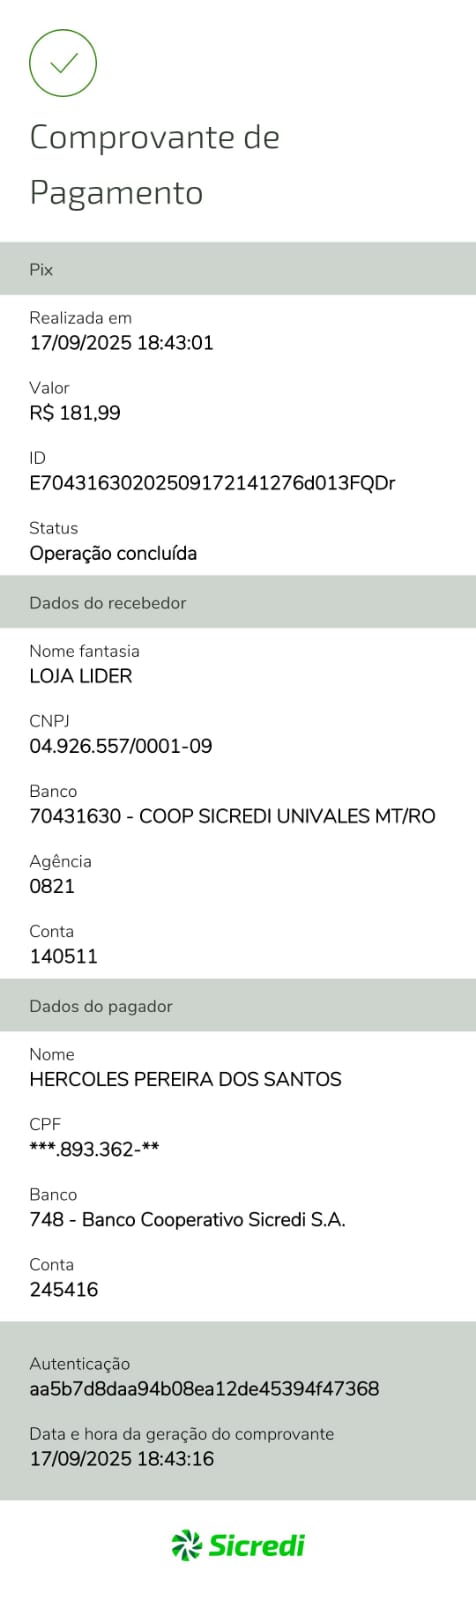 Comprovante de
Pagamento
Pix
Realizada em
17/09/2025 18:43:01
Valor
R$ 181,99
ID
E70431630202509172141276d013FQDr
Status
Operação concluída
Dados do recebedor
Nome fantasia
LOJA LIDER
CNPJ
04.926.557/0001-09
Banco
70431630 - COOP SICREDI UNIVALES MT/RO
Agência
0821
Conta
140511
Dados do pagador
Nome
HERCOLES PEREIRA DOS SANTOS
CPF
***.893.362-**
Banco
748 - Banco Cooperativo Sicredi S.A.
Conta
245416
Autenticação
aa5b7d8daa94b08ea12de45394f47368
Data e hora da geração do comprovante
17/09/2025 18:43:16
Sicredi